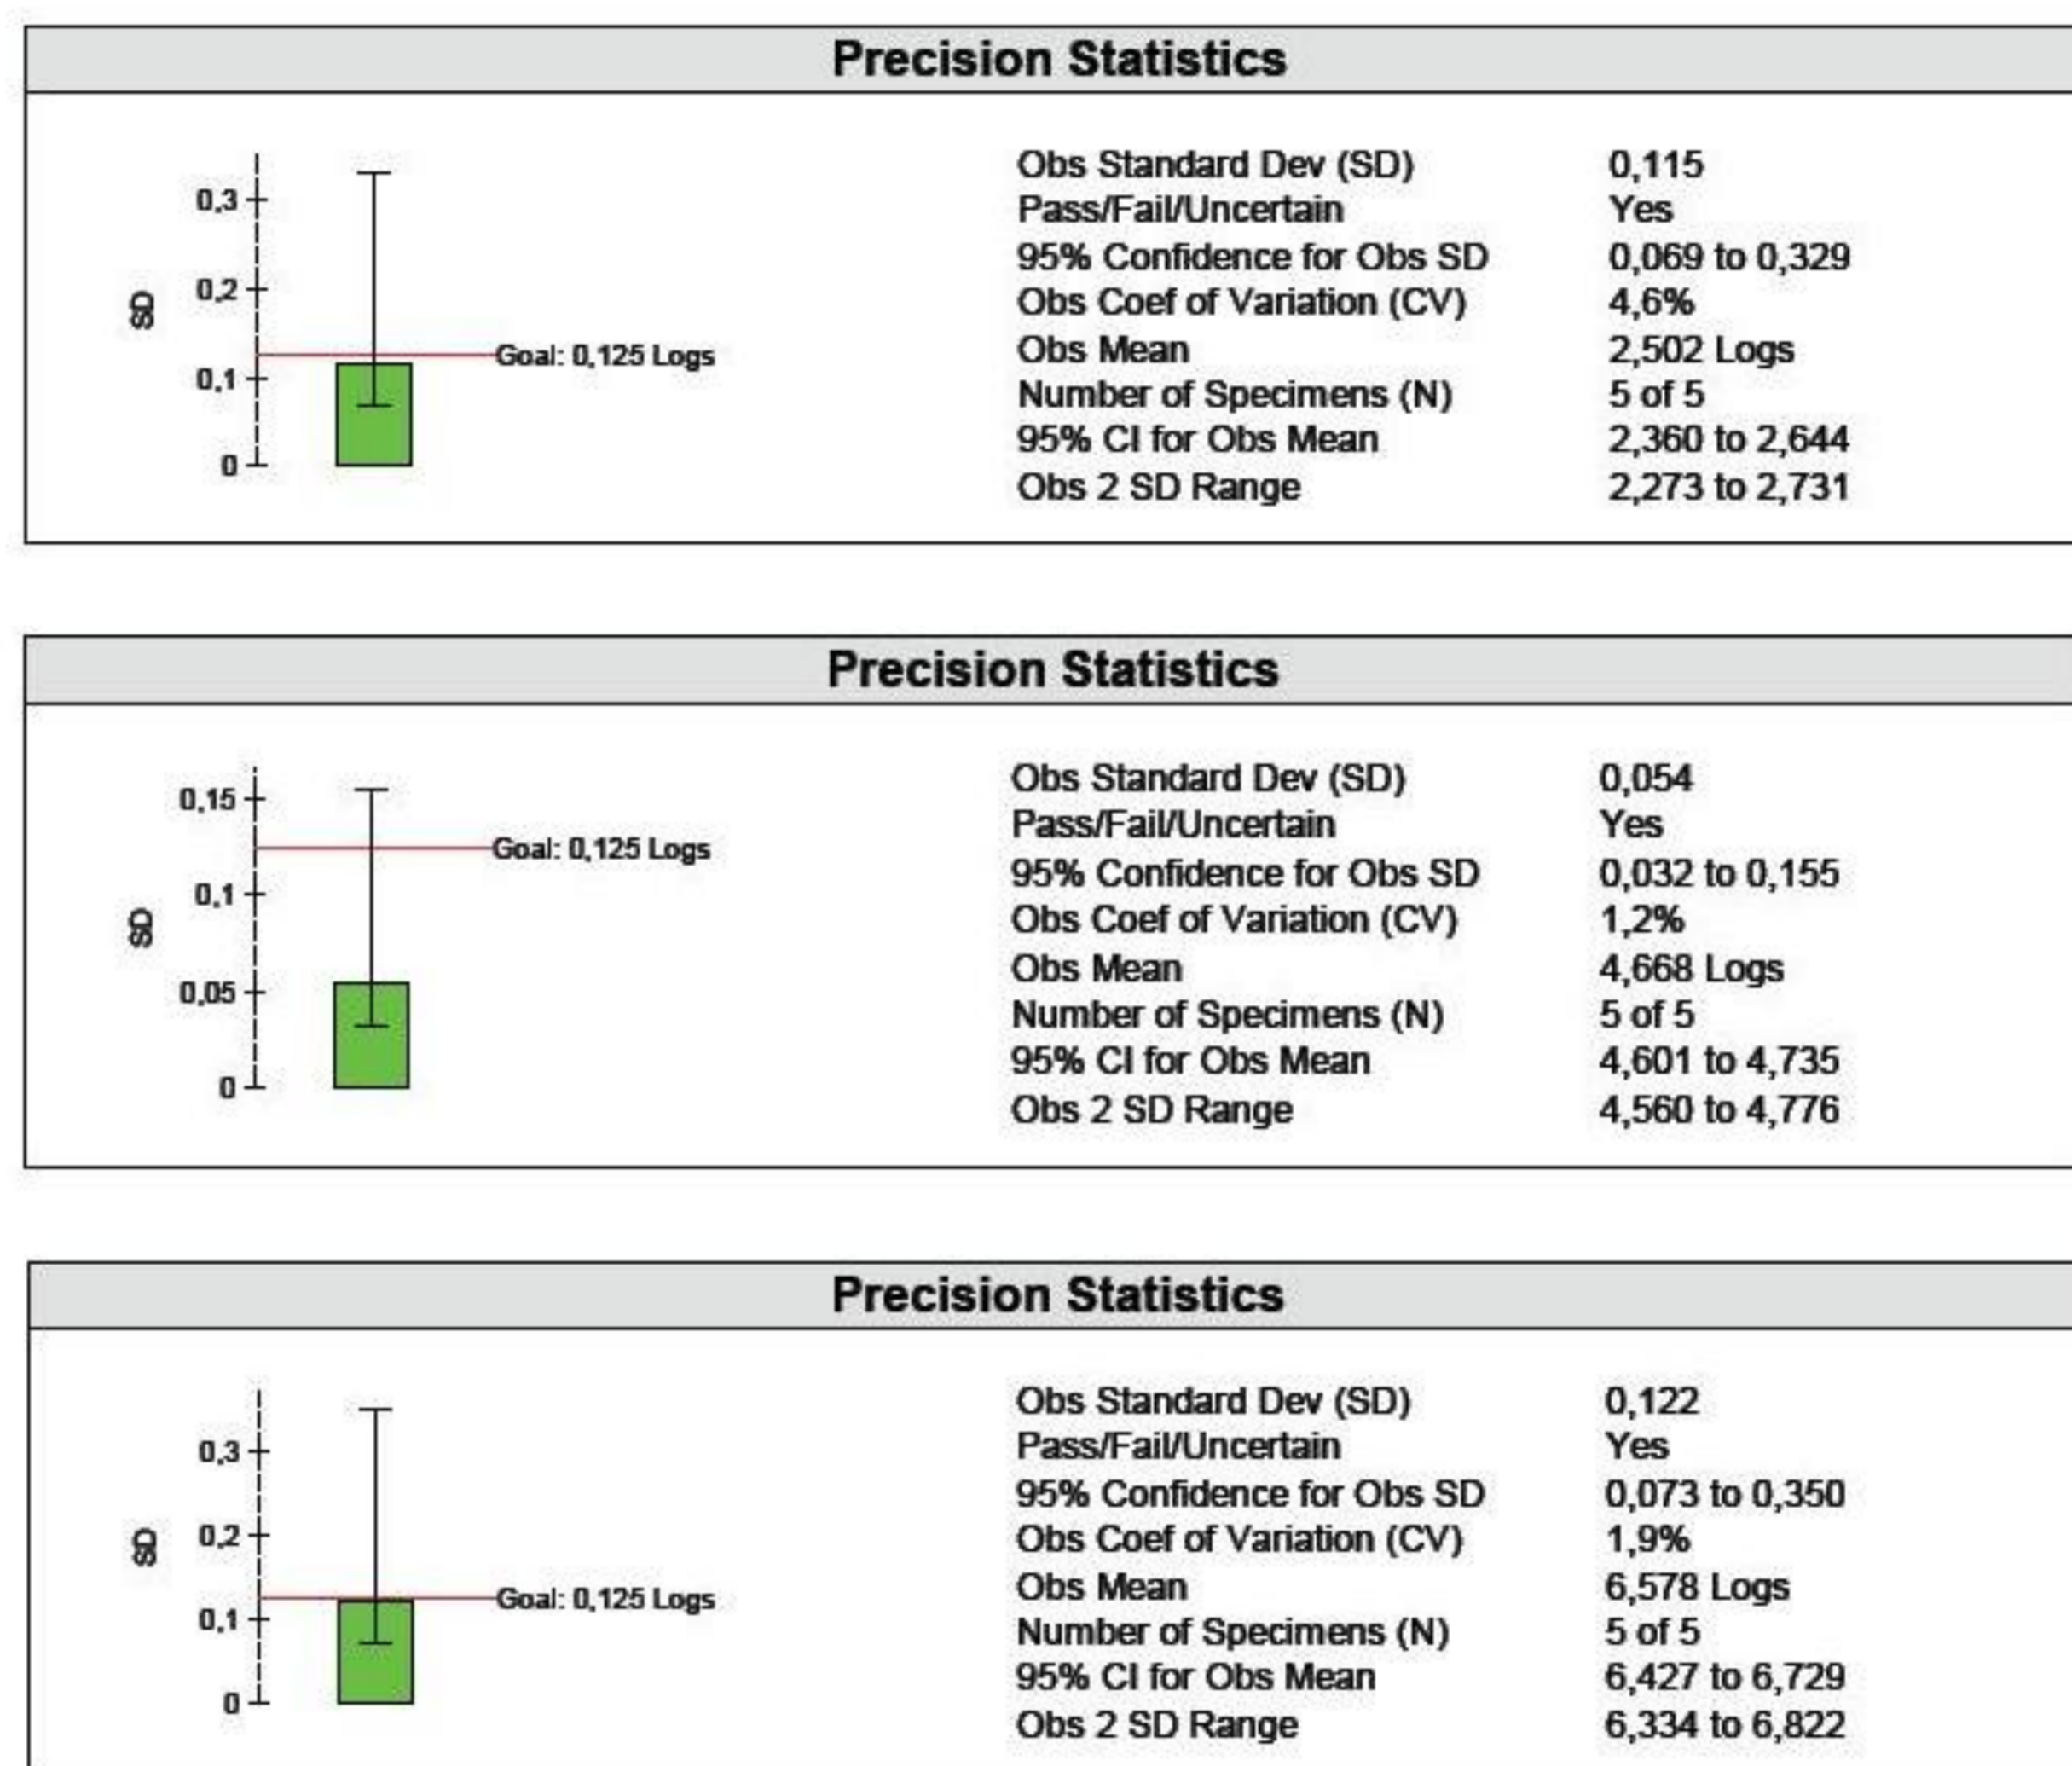 Precision Statistics
0,3
0,2
0,1
0
SD
Goal: 0,125 Logs
Obs Standard Dev (SD) 0,115
Pass/Fail/Uncertain Yes
95% Confidence for Obs SD 0,069 to 0,329
Obs Coef of Variation (CV) 4,6%
Obs Mean 2,502 Logs
Number of Specimens (N) 5 of 5
95% CI for Obs Mean 2,360 to 2,644
Obs 2 SD Range 2,273 to 2,731
Precision Statistics
0,15
0,1
0,05
0
SD
Goal: 0,125 Logs
Obs Standard Dev (SD) 0,054
Pass/Fail/Uncertain Yes
95% Confidence for Obs SD 0,032 to 0,155
Obs Coef of Variation (CV) 1,2%
Obs Mean 4,668 Logs
Number of Specimens (N) 5 of 5
95% CI for Obs Mean 4,601 to 4,735
Obs 2 SD Range 4,560 to 4,776
Precision Statistics
0,3
0,2
0,1
0
SD
Goal: 0,125 Logs
Obs Standard Dev (SD) 0,122
Pass/Fail/Uncertain Yes
95% Confidence for Obs SD 0,073 to 0,350
Obs Coef of Variation (CV) 1,9%
Obs Mean 6,578 Logs
Number of Specimens (N) 5 of 5
95% CI for Obs Mean 6,427 to 6,729
Obs 2 SD Range 6,334 to 6,822